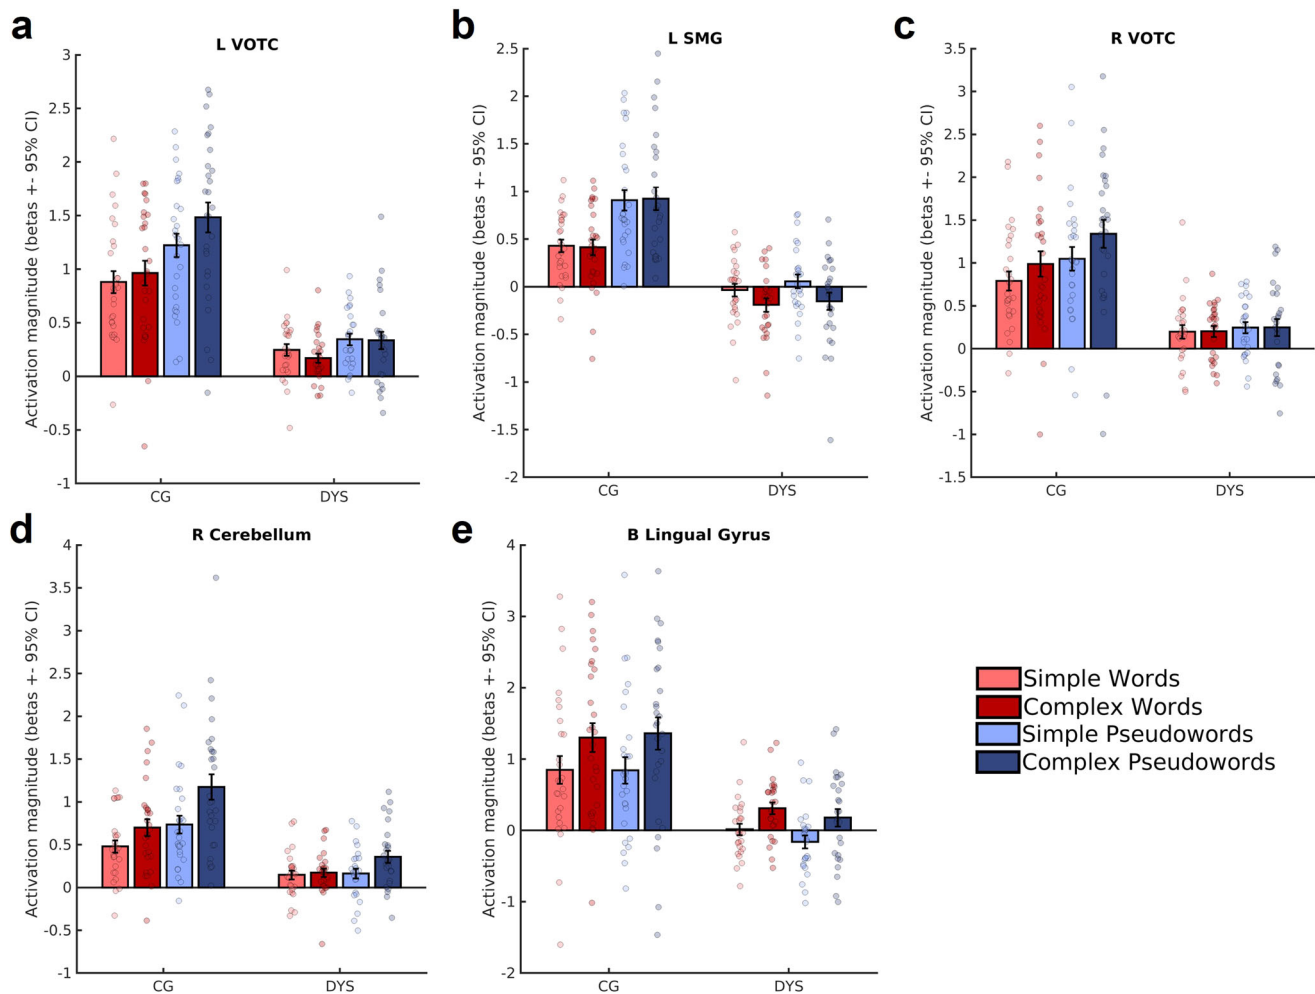 a
L VOTC
Activation magnitude (betas +- 95% CI)
3
2.5
2
1.5
1
0.5
0
-0.5
-1
CG
DYS
b
L SMG
Activation magnitude (betas +- 95% CI)
2.5
2
1.5
1
0.5
0
-0.5
-1
-1.5
-2
CG
DYS
c
R VOTC
Activation magnitude (betas +- 95% CI)
3.5
3
2.5
2
1.5
1
0.5
0
-0.5
-1
-1.5
CG
DYS
d
R Cerebellum
Activation magnitude (betas +- 95% CI)
4
3.5
3
2.5
2
1.5
1
0.5
0
-0.5
-1
CG
DYS
e
B Lingual Gyrus
Activation magnitude (betas +- 95% CI)
4
3
2
1
0
-1
-2
CG
DYS
Simple Words
Complex Words
Simple Pseudowords
Complex Pseudowords